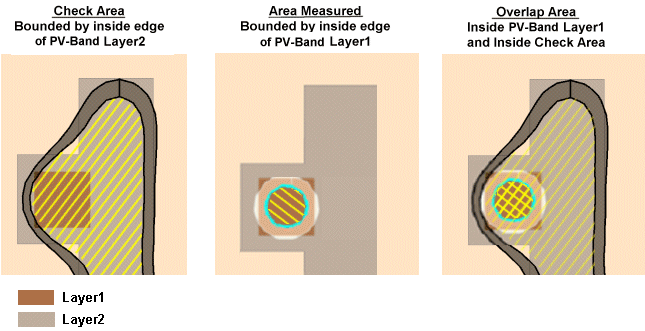 Check Area
Bounded by inside edge
of PV-Band Layer2
Area Measured
Bounded by inside edge
of PV-Band Layer1
Overlap Area
Inside PV-Band Layer1
and Inside Check Area
Layer1
Layer2